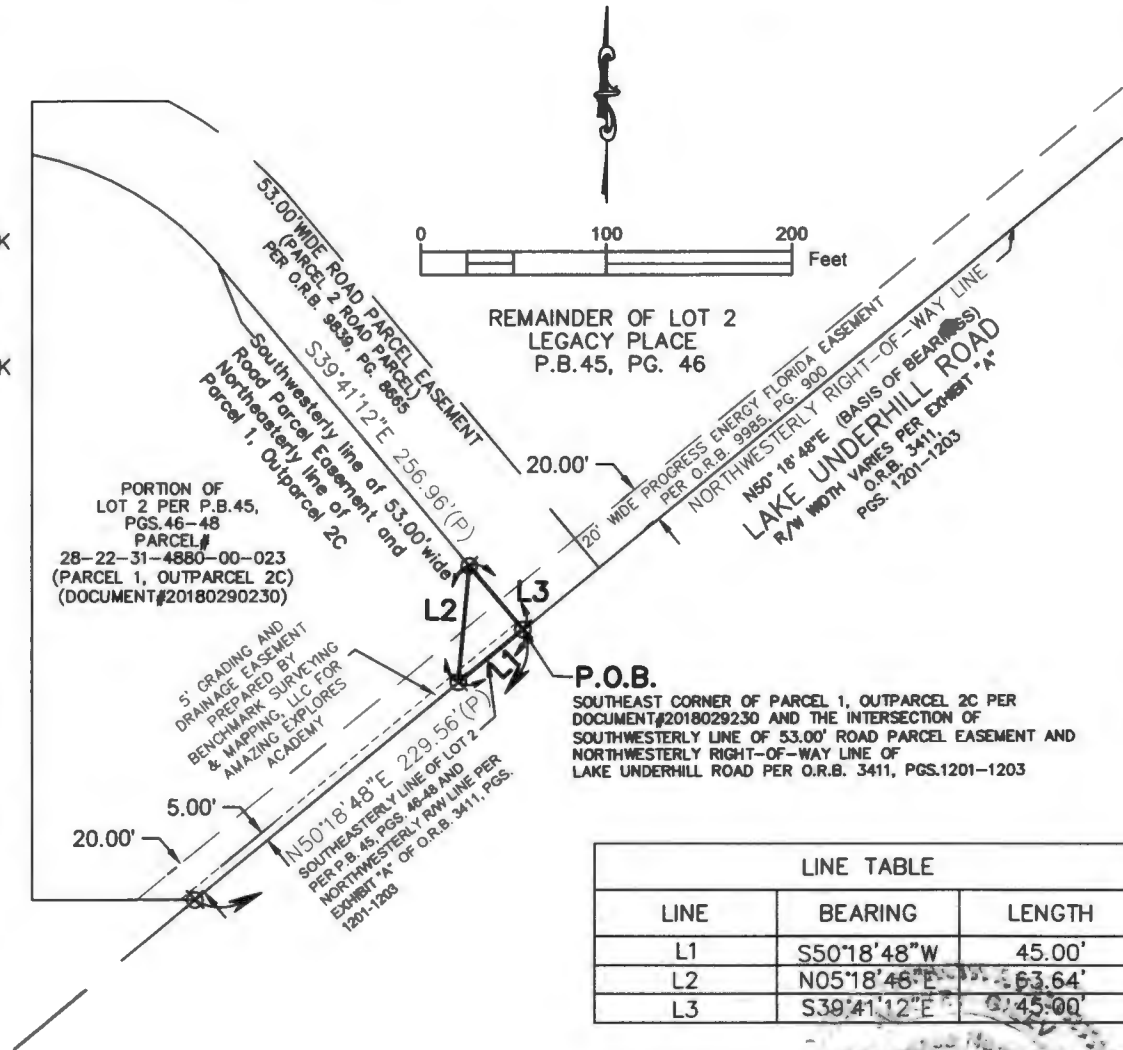 K
K
0 100 200
Feet
53.00'WIDE ROAD PARCEL EASEMENT
(PARCEL 2 ROAD PARCEL)
PER O.R.B. 9839, PG. 8665
S39°41'12"E 256.96'(P)
Southwesterly line of 53.00' wide
Road Parcel Easement and
Northeasterly line of
Parcel 1, Outparcel 2C
REMAINDER OF LOT 2
LEGACY PLACE
P.B.45, PG. 46
20.00'
20' WIDE PROGRESS ENERGY FLORIDA EASEMENT
PER O.R.B. 9985, PG. 900
NORTHWESTERLY RIGHT-OF-WAY LINE
N50° 18' 48"E (BASIS OF BEARINGS)
LAKE UNDERHILL ROAD
R/W WIDTH VARIES PER EXHIBIT "A"
O.R.B. 3411,
PGS. 1201-1203
PORTION OF
LOT 2 PER P.B.45,
PGS.46-48
PARCEL#
28-22-31-4880-00-023
(PARCEL 1, OUTPARCEL 2C)
(DOCUMENT#20180290230)
L2
L3
L1
P.O.B.
SOUTHEAST CORNER OF PARCEL 1, OUTPARCEL 2C PER
DOCUMENT#2018029230 AND THE INTERSECTION OF
SOUTHWESTERLY LINE OF 53.00' ROAD PARCEL EASEMENT AND
NORTHWESTERLY RIGHT-OF-WAY LINE OF
LAKE UNDERHILL ROAD PER O.R.B. 3411, PGS.1201-1203
5' GRADING AND
DRAINAGE EASEMENT
PREPARED BY
BENCHMARK SURVEYING
& MAPPING, LLC FOR
AMAZING EXPLORES
ACADEMY
5.00'
20.00'
N50°18'48"E 229.56'(P)
SOUTHEASTERLY LINE OF LOT 2
PER P.B. 45, PGS. 46-48 AND
NORTHWESTERLY R/W LINE PER
EXHIBIT "A" OF O.R.B. 3411, PGS.
1201-1203
LINE TABLE
LINE BEARING LENGTH
L1 S50°18'48"W 45.00'
L2 N05°18'48"E 63.64'
L3 S39°41'12"E 45.00'